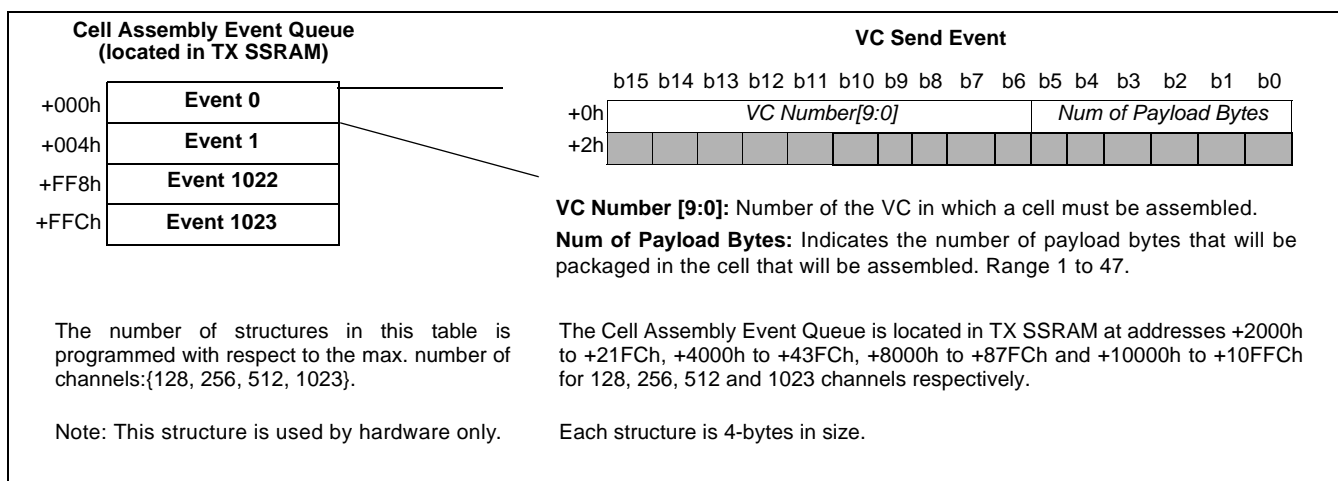 Cell Assembly Event Queue
(located in TX SSRAM)
+000h Event 0
+004h Event 1
+FF8h Event 1022
+FFCh Event 1023
VC Send Event
b15 b14 b13 b12 b11 b10 b9 b8 b7 b6 b5 b4 b3 b2 b1 b0
+0h VC Number[9:0] Num of Payload Bytes
+2h
VC Number [9:0]: Number of the VC in which a cell must be assembled.
Num of Payload Bytes: Indicates the number of payload bytes that will be
packaged in the cell that will be assembled. Range 1 to 47.
The number of structures in this table is
programmed with respect to the max. number of
channels:{128, 256, 512, 1023}.
Note: This structure is used by hardware only.
The Cell Assembly Event Queue is located in TX SSRAM at addresses +2000h
to +21FCh, +4000h to +43FCh, +8000h to +87FCh and +10000h to +10FFCh
for 128, 256, 512 and 1023 channels respectively.
Each structure is 4-bytes in size.